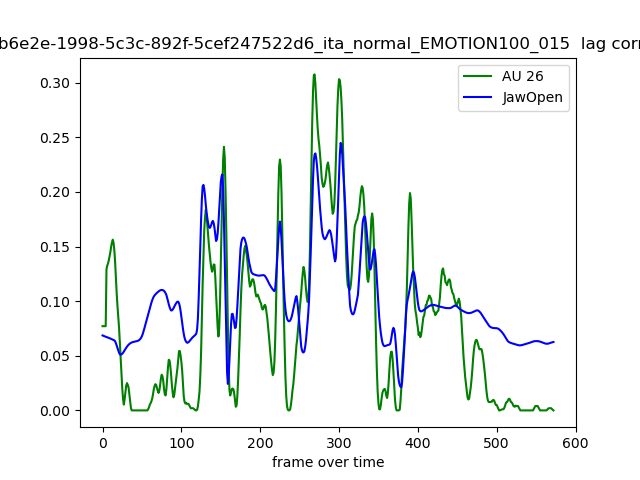 b6e2e-1998-5c3c-892f-5cef247522d6_ita_normal_EMOTION100_015 lag corr
AU 26
JawOpen
0.30
0.25
0.20
0.15
0.10
0.05
0.00
0 100 200 300 400 500 600
frame over time